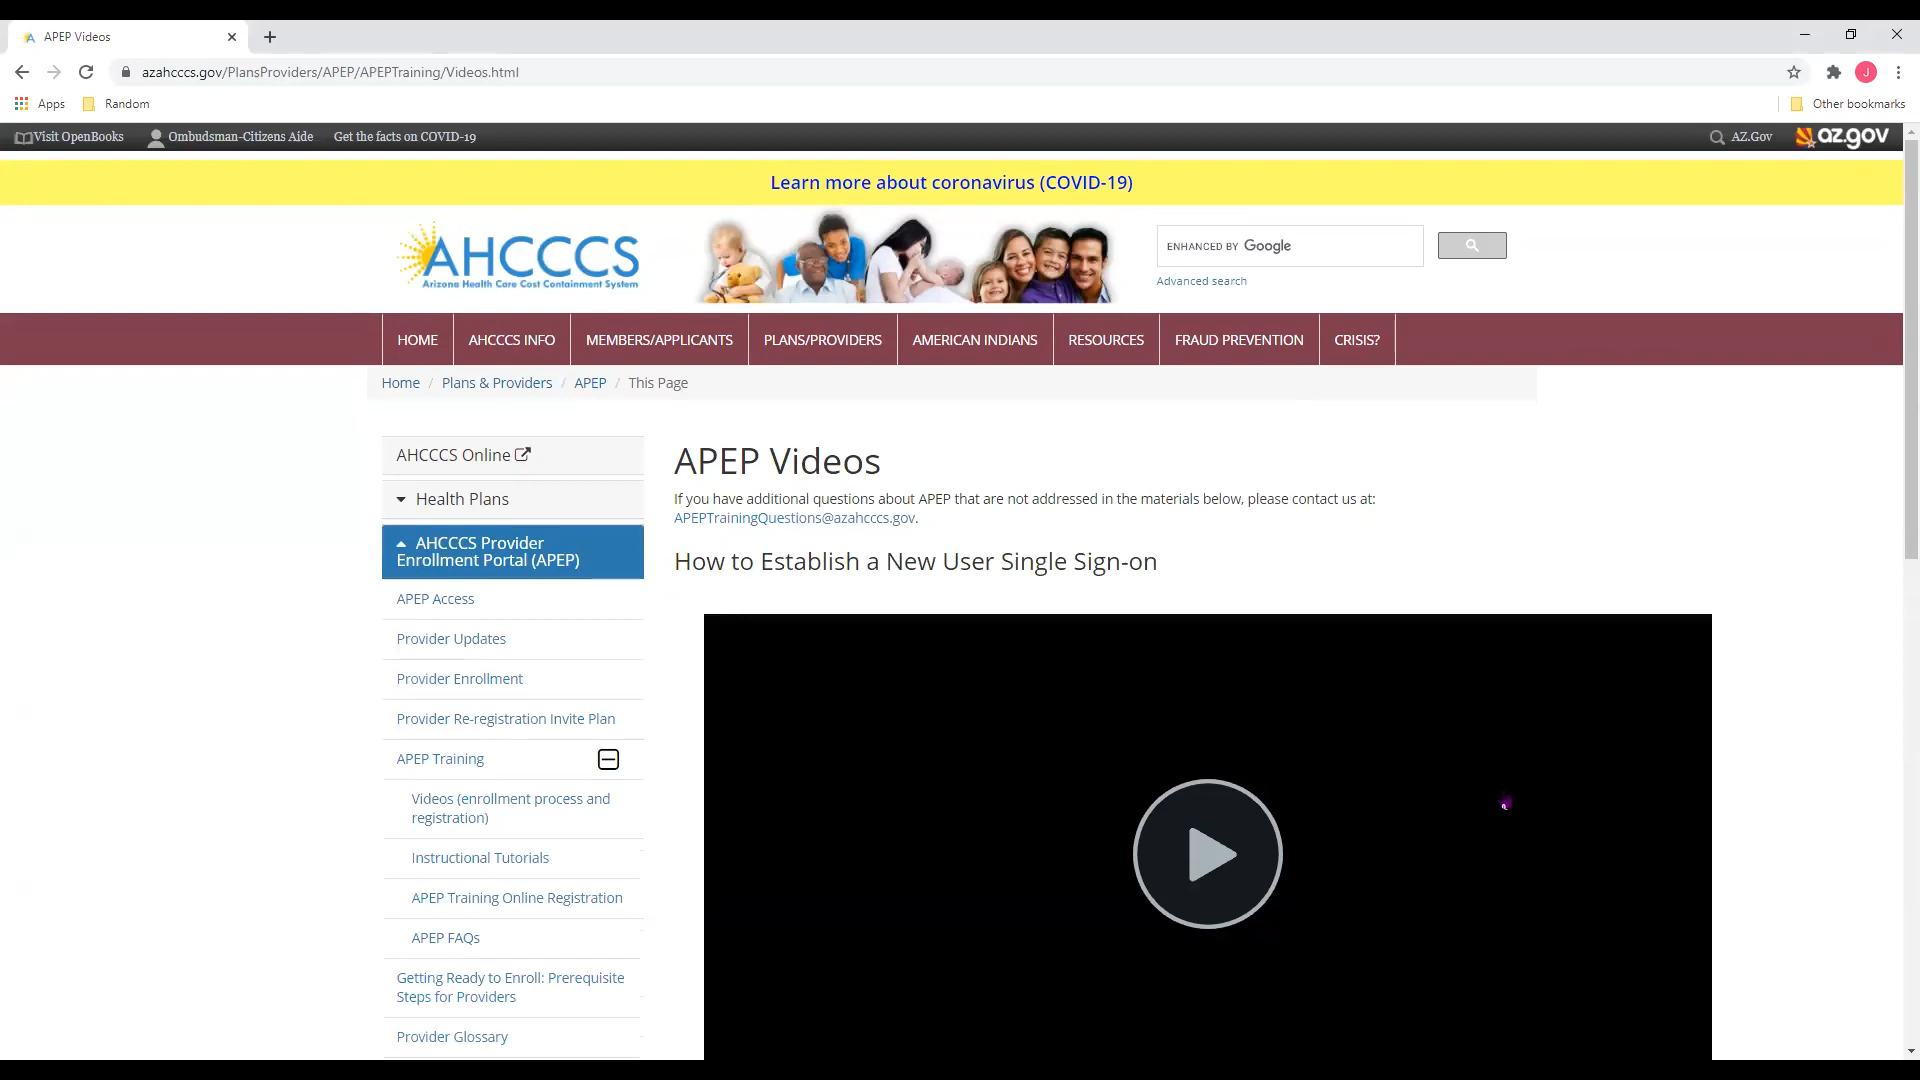 APEP Videos
azahcccs.gov/PlansProviders/APEP/APEPTraining/Videos.html
J
Apps
Random
Other bookmarks
Visit OpenBooks
Ombudsman-Citizens Aide
Get the facts on COVID-19
AZ.Gov
az.gov
Learn more about coronavirus (COVID-19)
AHCCCS
Arizona Health Care Cost Containment System
ENHANCED BY Google
Advanced search
HOME
AHCCCS INFO
MEMBERS/APPLICANTS
PLANS/PROVIDERS
AMERICAN INDIANS
RESOURCES
FRAUD PREVENTION
CRISIS?
Home / Plans & Providers / APEP / This Page
AHCCCS Online
Health Plans
AHCCCS Provider
Enrollment Portal (APEP)
APEP Access
Provider Updates
Provider Enrollment
Provider Re-registration Invite Plan
APEP Training
Videos (enrollment process and
registration)
Instructional Tutorials
APEP Training Online Registration
APEP FAQs
Getting Ready to Enroll: Prerequisite
Steps for Providers
Provider Glossary
APEP Videos
If you have additional questions about APEP that are not addressed in the materials below, please contact us at:
APEPTrainingQuestions@azahcccs.gov.
How to Establish a New User Single Sign-on